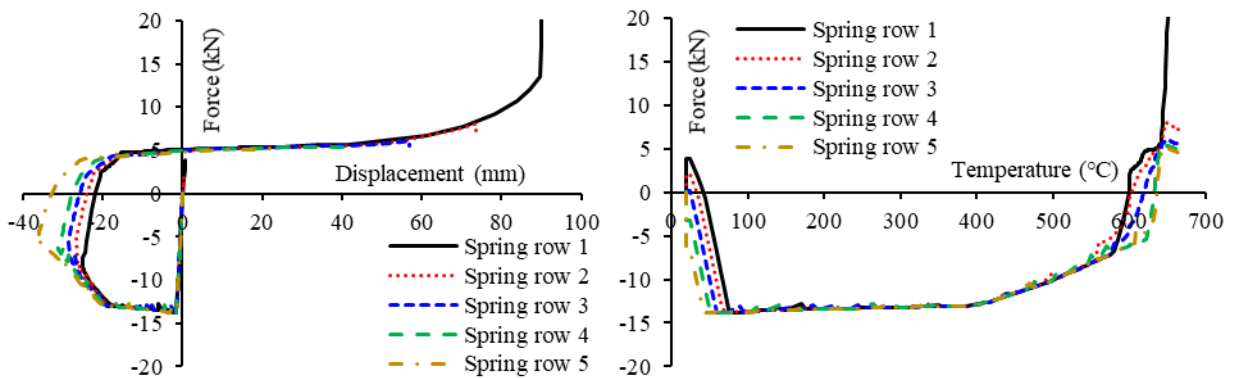 20
15
10
5
0
-5
-10
-15
-20
-40
-20
0
20
40
60
80
100
Force (kN)
Displacement (mm)
Spring row 1
Spring row 2
Spring row 3
Spring row 4
Spring row 5
20
15
10
5
0
-5
-10
-15
-20
0
100
200
300
400
500
600
700
Force (kN)
Temperature (°C)
Spring row 1
Spring row 2
Spring row 3
Spring row 4
Spring row 5